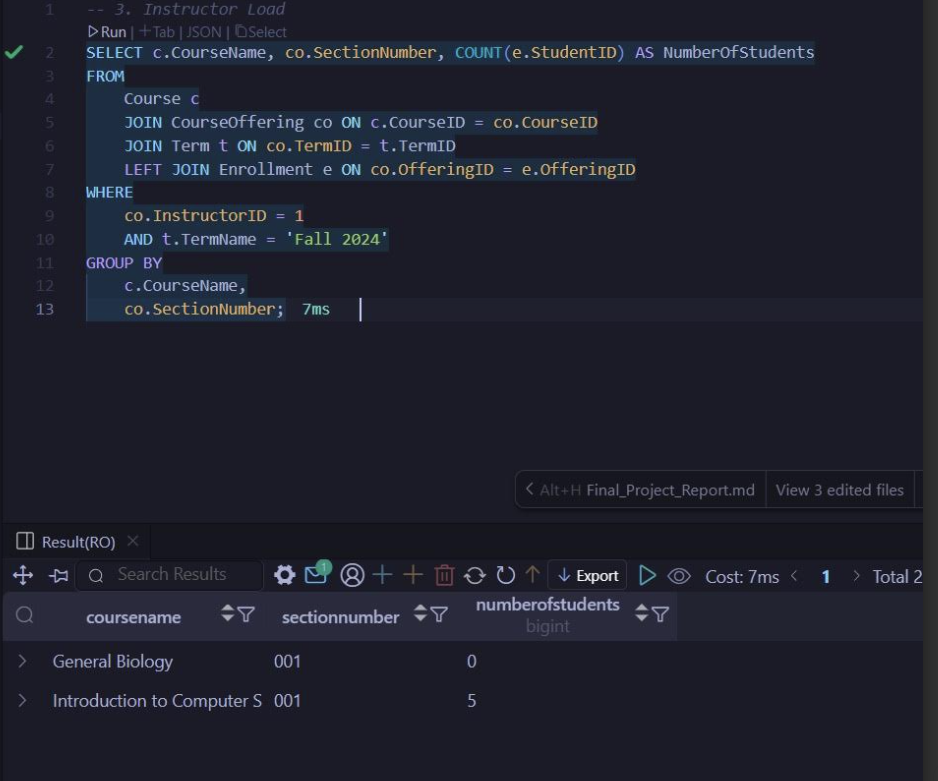 1 -- 3. Instructor Load
Run | +Tab | JSON | Select
2 SELECT c.CourseName, co.SectionNumber, COUNT(e.StudentID) AS NumberOfStudents
3 FROM
4 Course c
5 JOIN CourseOffering co ON c.CourseID = co.CourseID
6 JOIN Term t ON co.TermID = t.TermID
7 LEFT JOIN Enrollment e ON co.OfferingID = e.OfferingID
8 WHERE
9 co.InstructorID = 1
10 AND t.TermName = 'Fall 2024'
11 GROUP BY
12 c.CourseName,
13 co.SectionNumber; 7ms
Alt+H Final_Project_Report.md View 3 edited files
Result(RO)
Search Results 1 Export Cost: 7ms < 1 > Total 2
coursename sectionnumber numberofstudents
bigint
General Biology 001 0
Introduction to Computer S 001 5